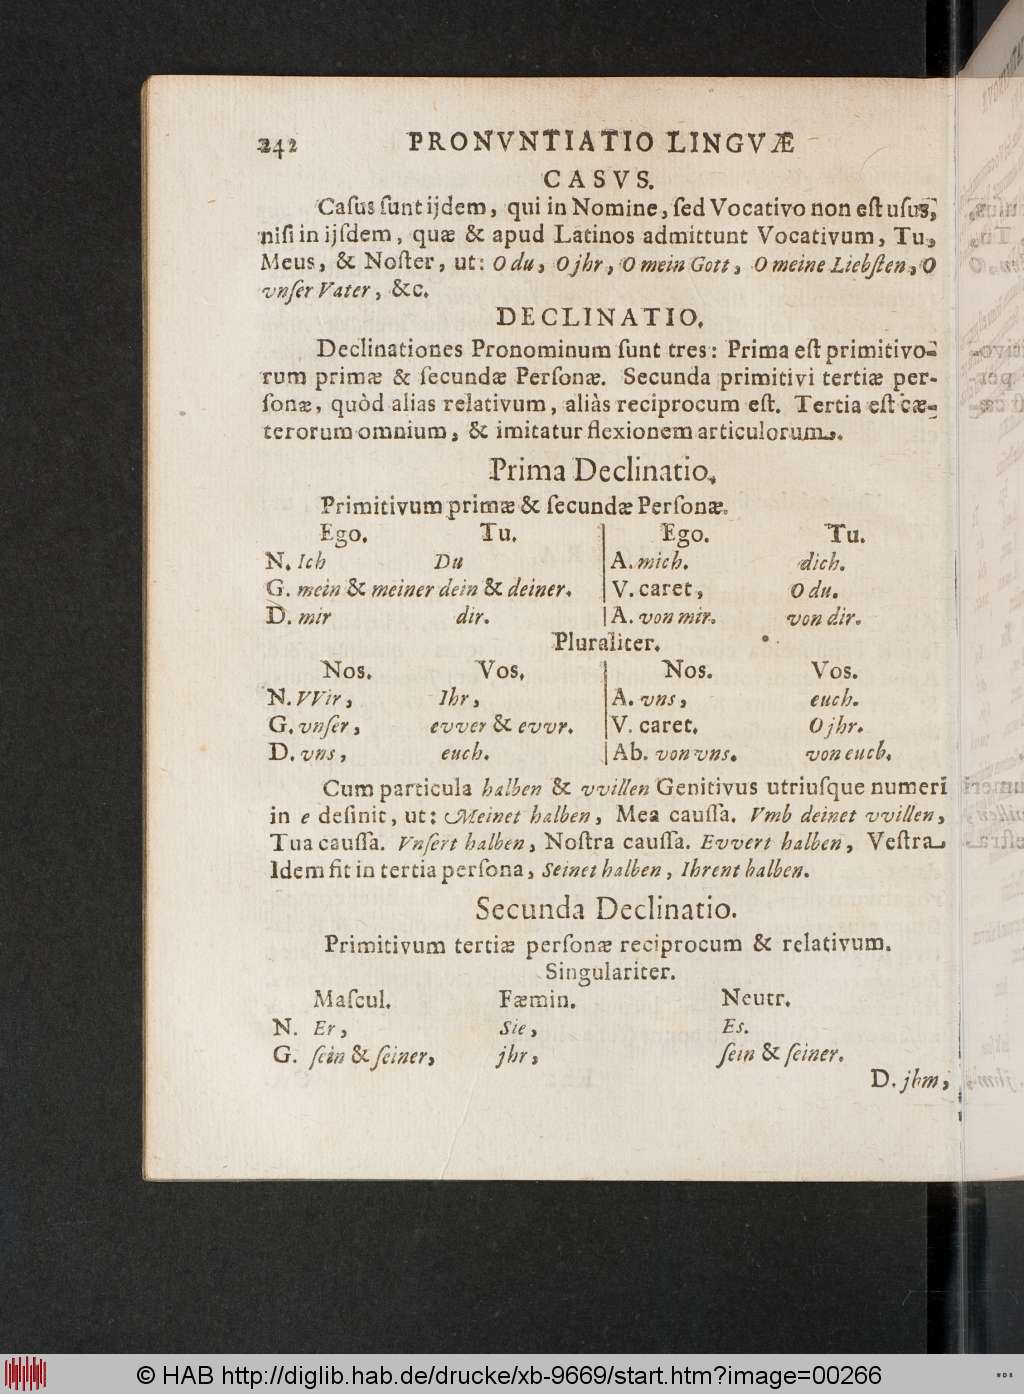 242 PRONVNTIATIO LINGVÆ
CASVS.
Caſus ſunt ijdem, qui in Nomine, ſed Vocativo non eſt uſus,
niſi in ijſdem, quæ & apud Latinos admittunt Vocativum, Tu,
Meus, & Noſter, ut: O du, O jhr, O mein Gott, O meine Liebſten, O
vnſer Vater, &c.
DECLINATIO.
Declinationes Pronominum ſunt tres: Prima eſt primitivo-
rum primæ & ſecundæ Perſonæ. Secunda primitivi tertiæ per-
ſonæ, quòd alias relativum, aliàs reciprocum eſt. Tertia eſt cæ-
terorum omnium, & imitatur flexionem articulorum.
Prima Declinatio.
Primitivum primæ & ſecundæ Perſonæ.
Ego. Tu. Ego. Tu.
N. Ich Du A. mich. dich.
G. mein & meiner dein & deiner. V. caret, O du.
D. mir dir. A. von mir. von dir.
Pluraliter.
Nos. Vos. Nos. Vos.
N. VVir, Ihr, A. vns, euch.
G. vnſer, evver & evvr. V. caret. O jhr.
D. vns, euch. Ab. von vns. von euch.
Cum particula halben & vvillen Genitivus utriuſque numeri
in e deſinit, ut: Meinet halben, Mea cauſſa. Vmb deinet vvillen,
Tua cauſſa. Vnſert halben, Noſtra cauſſa. Evvert halben, Veſtra
Idem fit in tertia perſona, Seinet halben, Ihrent halben.
Secunda Declinatio.
Primitivum tertiæ perſonæ reciprocum & relativum.
Singulariter.
Maſcul. Fæmin. Neutr.
N. Er, Sie, Es.
G. ſein & ſeiner, jhr, ſein & ſeiner.
D. jhm,
© HAB http://diglib.hab.de/drucke/xb-9669/start.htm?image=00266